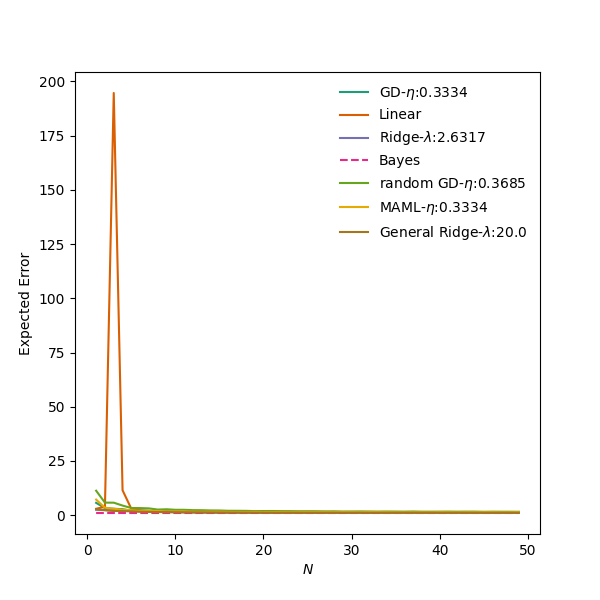 200
175
150
125
100
75
50
25
0
Expected Error
0 10 20 30 40 50
N
GD-η:0.3334
Linear
Ridge-λ:2.6317
Bayes
random GD-η:0.3685
MAML-η:0.3334
General Ridge-λ:20.0